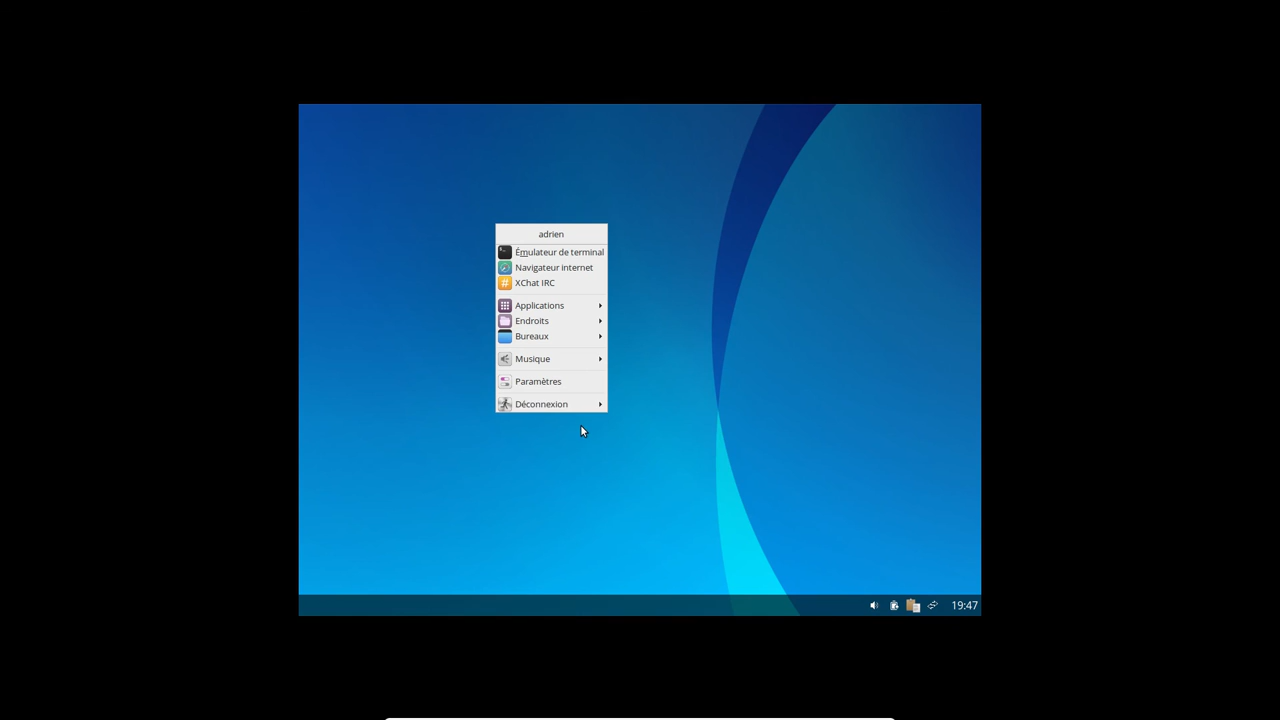 adrien
Émulateur de terminal
Navigateur internet
XChat IRC
Applications
Endroits
Bureaux
Musique
Paramètres
Déconnexion
19:47